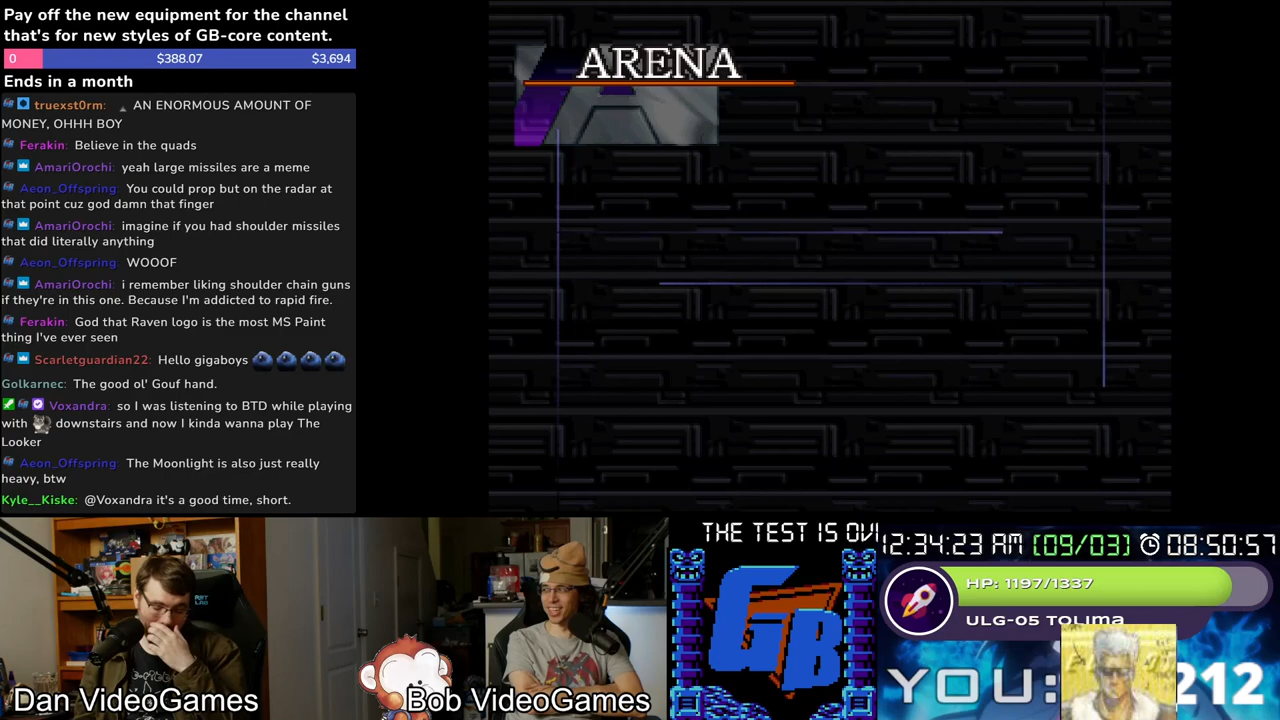 Pay off the new equipment for the channel
that's for new styles of GB-core content.
0 $388.07 $3,694
Ends in a month
truexst0rm: AN ENORMOUS AMOUNT OF
MONEY, OHHH BOY
Ferakin: Believe in the quads
AmariOrochi: yeah large missiles are a meme
Aeon_Offspring: You could prop but on the radar at
that point cuz god damn that finger
AmariOrochi: imagine if you had shoulder missiles
that did literally anything
Aeon_Offspring: WOOOF
AmariOrochi: i remember liking shoulder chain guns
if they're in this one. Because I'm addicted to rapid fire.
Ferakin: God that Raven logo is the most MS Paint
thing I've ever seen
Scarletguardian22: Hello gigaboys
Golkarnec: The good ol' Gouf hand.
Voxandra: so I was listening to BTD while playing
with downstairs and now I kinda wanna play The
Looker
Aeon_Offspring: The Moonlight is also just really
heavy, btw
Kyle__Kiske: @Voxandra it's a good time, short.
ARENA
Dan VideoGames
Bob VideoGames
THE TEST IS OV
GB
12:34:23 AM [09/03] 08:50:57
HP: 1197/1337
ULG-05 TOLIMA
YOU: 212